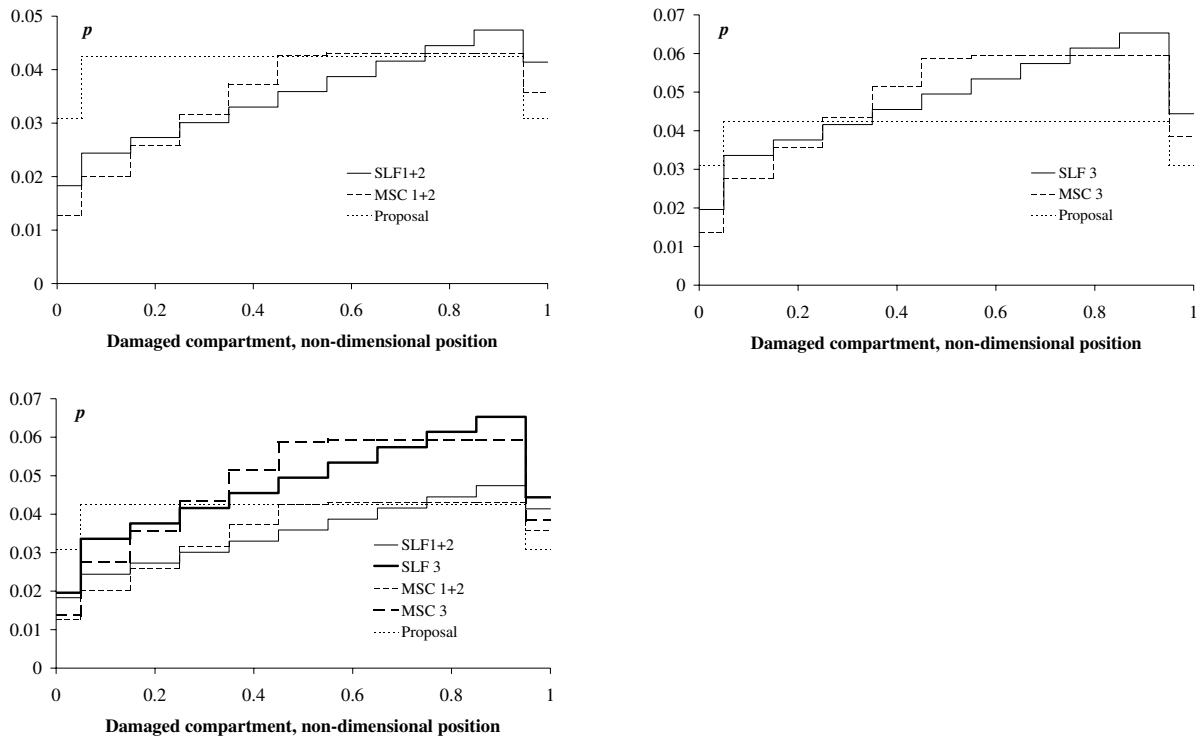 0.05
p
0.04
0.03
0.02
0.01
0
SLF1+2
MSC 1+2
Proposal
0 0.2 0.4 0.6 0.8 1
Damaged compartment, non-dimensional position
0.07
p
0.06
0.05
0.04
0.03
0.02
0.01
0
SLF 3
MSC 3
Proposal
0 0.2 0.4 0.6 0.8 1
Damaged compartment, non-dimensional position
0.07
p
0.06
0.05
0.04
0.03
0.02
0.01
0
SLF1+2
SLF 3
MSC 1+2
MSC 3
Proposal
0 0.2 0.4 0.6 0.8 1
Damaged compartment, non-dimensional position